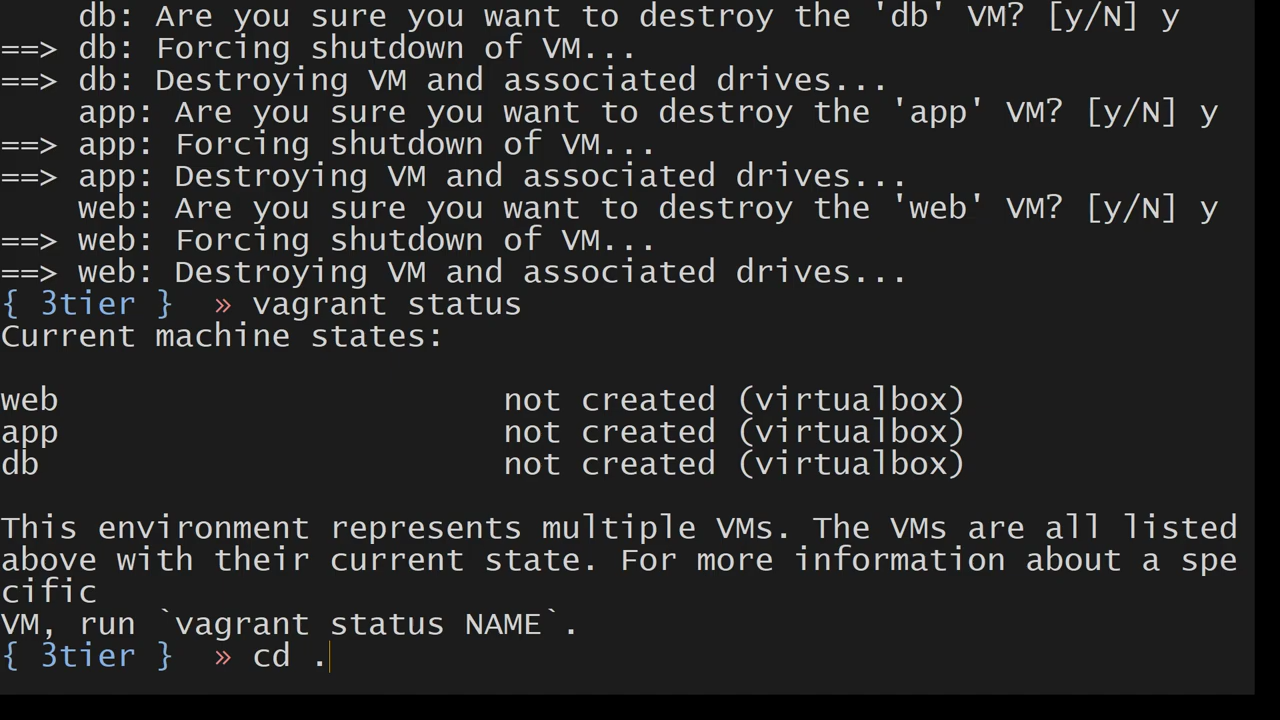 db: Are you sure you want to destroy the 'db' VM? [y/N] y
==> db: Forcing shutdown of VM...
==> db: Destroying VM and associated drives...
app: Are you sure you want to destroy the 'app' VM? [y/N] y
==> app: Forcing shutdown of VM...
==> app: Destroying VM and associated drives...
web: Are you sure you want to destroy the 'web' VM? [y/N] y
==> web: Forcing shutdown of VM...
==> web: Destroying VM and associated drives...
{ 3tier } » vagrant status
Current machine states:
web not created (virtualbox)
app not created (virtualbox)
db not created (virtualbox)
This environment represents multiple VMs. The VMs are all listed
above with their current state. For more information about a spe
cific
VM, run `vagrant status NAME`.
{ 3tier } » cd .